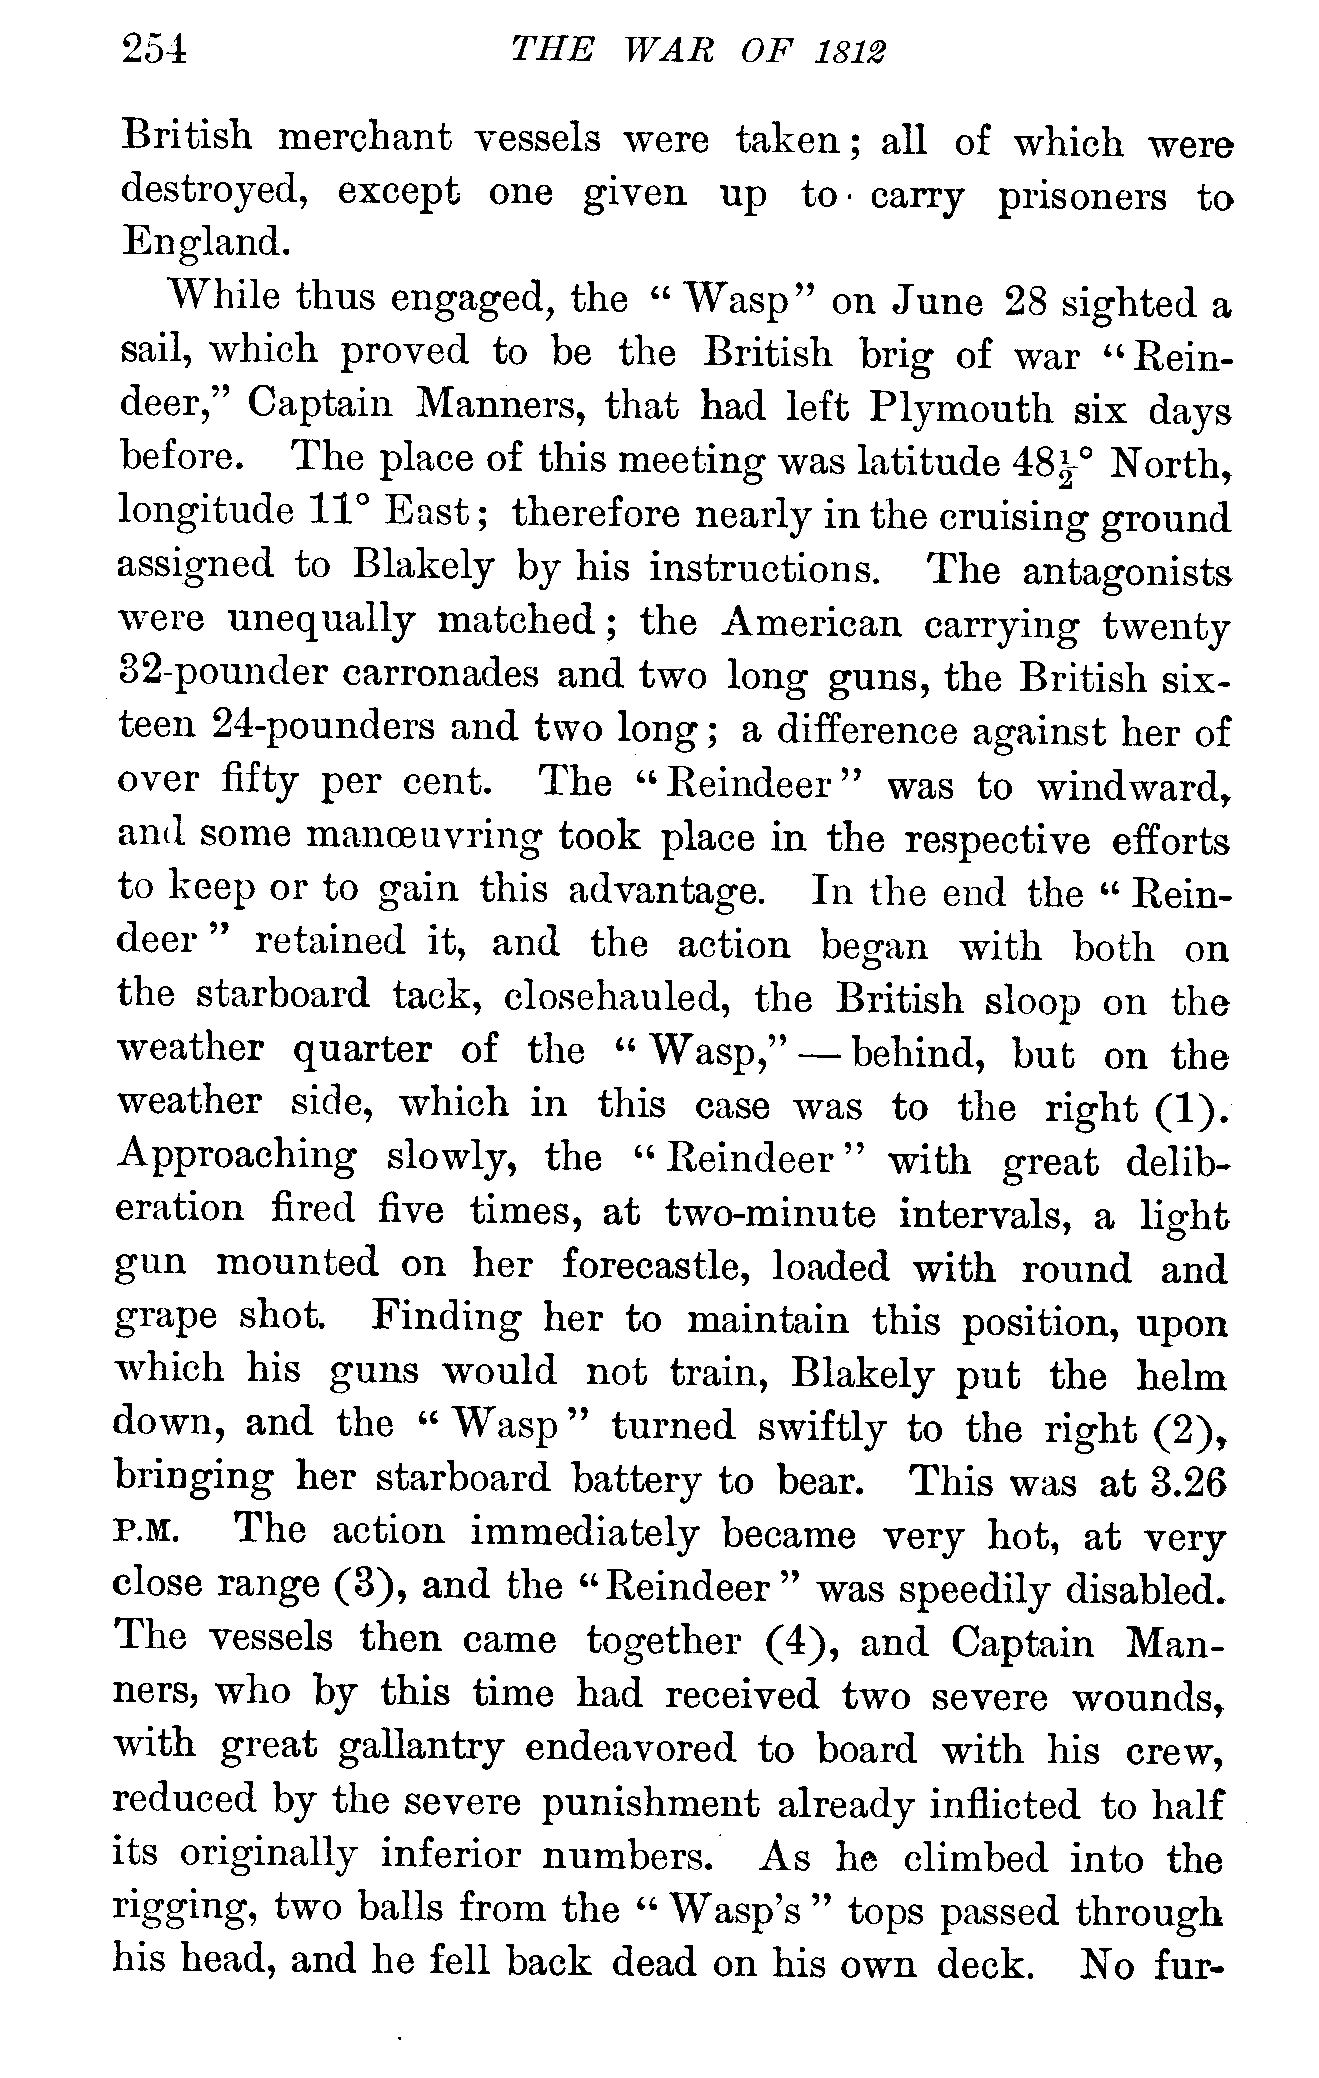 254 THE WAR OF 1812
British merchant vessels were taken; all of which were
destroyed, except one given up to carry prisoners to
England.
While thus engaged, the "Wasp" on June 28 sighted a
sail, which proved to be the British brig of war "Rein-
deer," Captain Manners, that had left Plymouth six days
before. The place of this meeting was latitude 48½° North,
longitude 11° East; therefore nearly in the cruising ground
assigned to Blakely by his instructions. The antagonists
were unequally matched; the American carrying twenty
32-pounder carronades and two long guns, the British six-
teen 24-pounders and two long; a difference against her of
over fifty per cent. The "Reindeer" was to windward,
and some manœuvring took place in the respective efforts
to keep or to gain this advantage. In the end the "Rein-
deer" retained it, and the action began with both on
the starboard tack, closehauled, the British sloop on the
weather quarter of the "Wasp,"—behind, but on the
weather side, which in this case was to the right (1).
Approaching slowly, the "Reindeer" with great delib-
eration fired five times, at two-minute intervals, a light
gun mounted on her forecastle, loaded with round and
grape shot. Finding her to maintain this position, upon
which his guns would not train, Blakely put the helm
down, and the "Wasp" turned swiftly to the right (2),
bringing her starboard battery to bear. This was at 3.26
P.M. The action immediately became very hot, at very
close range (3), and the "Reindeer" was speedily disabled.
The vessels then came together (4), and Captain Man-
ners, who by this time had received two severe wounds,
with great gallantry endeavored to board with his crew,
reduced by the severe punishment already inflicted to half
its originally inferior numbers. As he climbed into the
rigging, two balls from the "Wasp's" tops passed through
his head, and he fell back dead on his own deck. No fur-